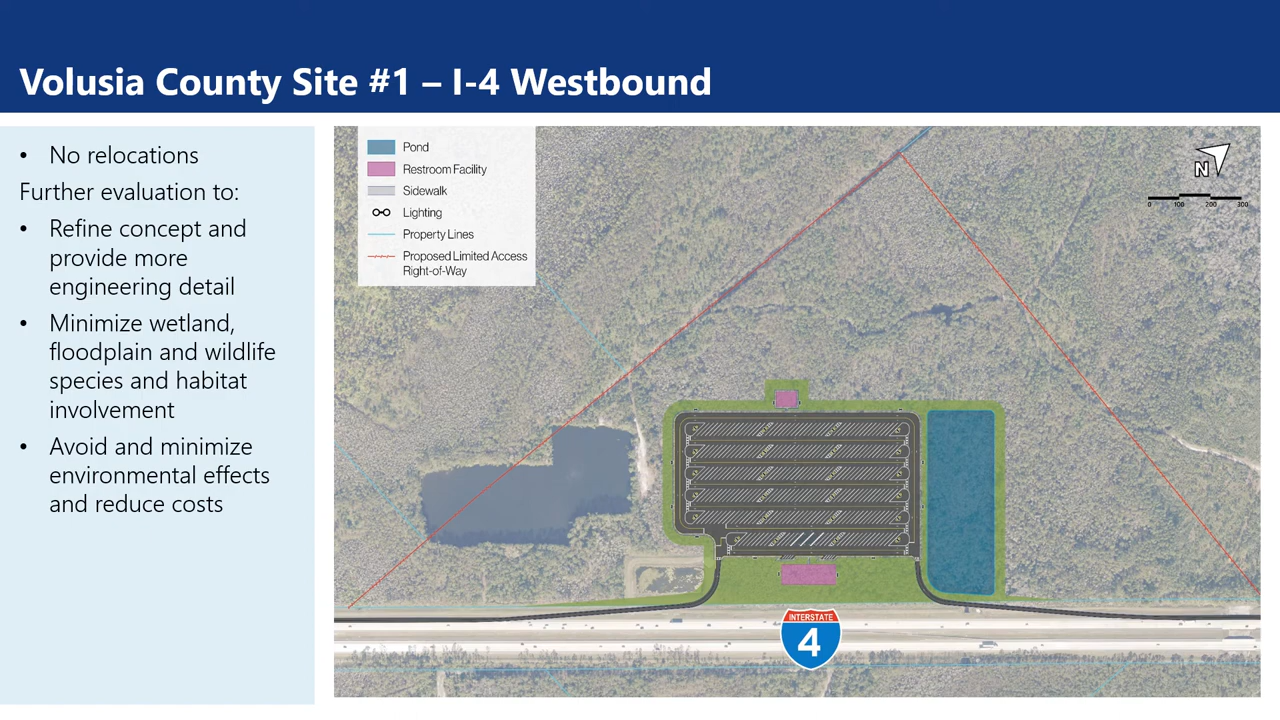 Volusia County Site #1 – I-4 Westbound
• No relocations
Further evaluation to:
• Refine concept and
provide more
engineering detail
• Minimize wetland,
floodplain and wildlife
species and habitat
involvement
• Avoid and minimize
environmental effects
and reduce costs
Pond
Restroom Facility
Sidewalk
Lighting
Property Lines
Proposed Limited Access
Right-of-Way
N
0 100 200 300
INTERSTATE
4